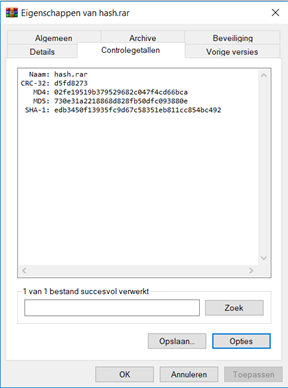 Eigenschappen van hash.rar
Algemeen Archive Beveiliging
Details Controlegetallen Vorige versies
Naam: hash.rar
CRC-32: d5fd8273
MD4: 02fe19519b379529682c047f4cd66bca
MD5: 730e31a2218868d828fb50dfc093880e
SHA-1: edb3450f13935fc9d67c58351eb811cc854bc492
1 van 1 bestand succesvol verwerkt
Zoek
Opslaan... Opties
OK Annuleren Toepassen